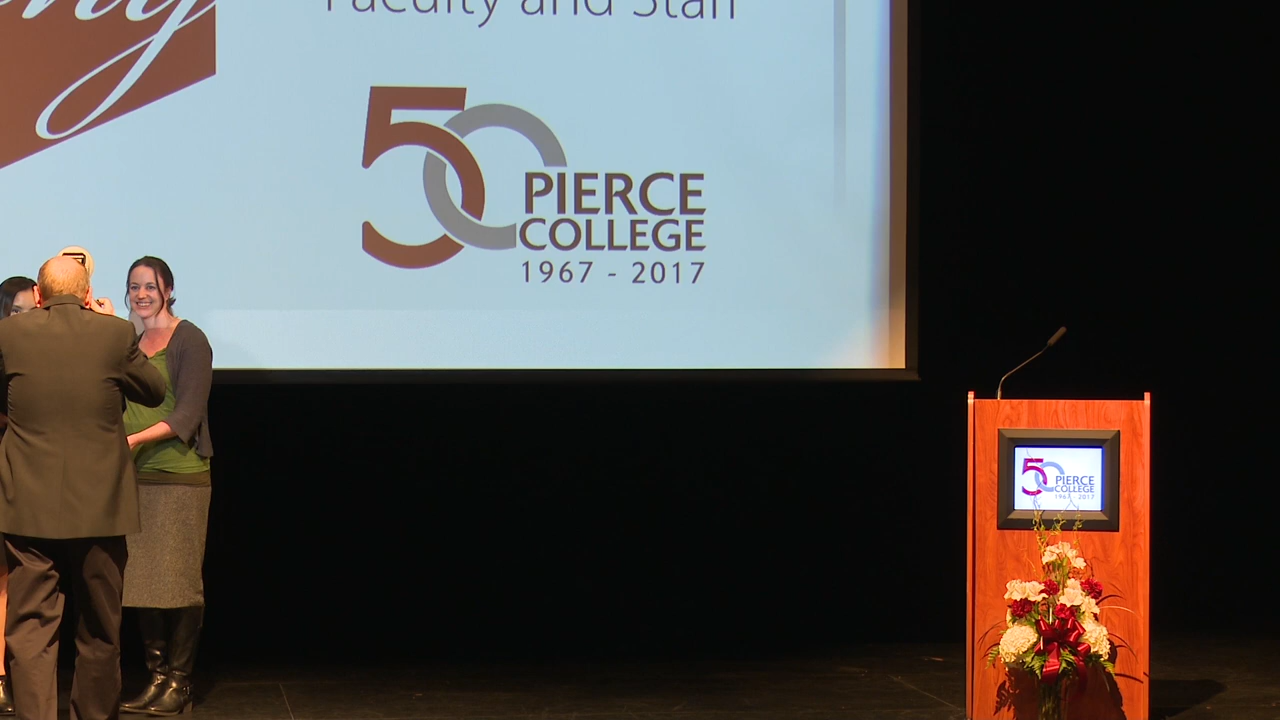 Faculty and Staff
50 PIERCE
COLLEGE
1967 - 2017
50 PIERCE
COLLEGE
1967 - 2017